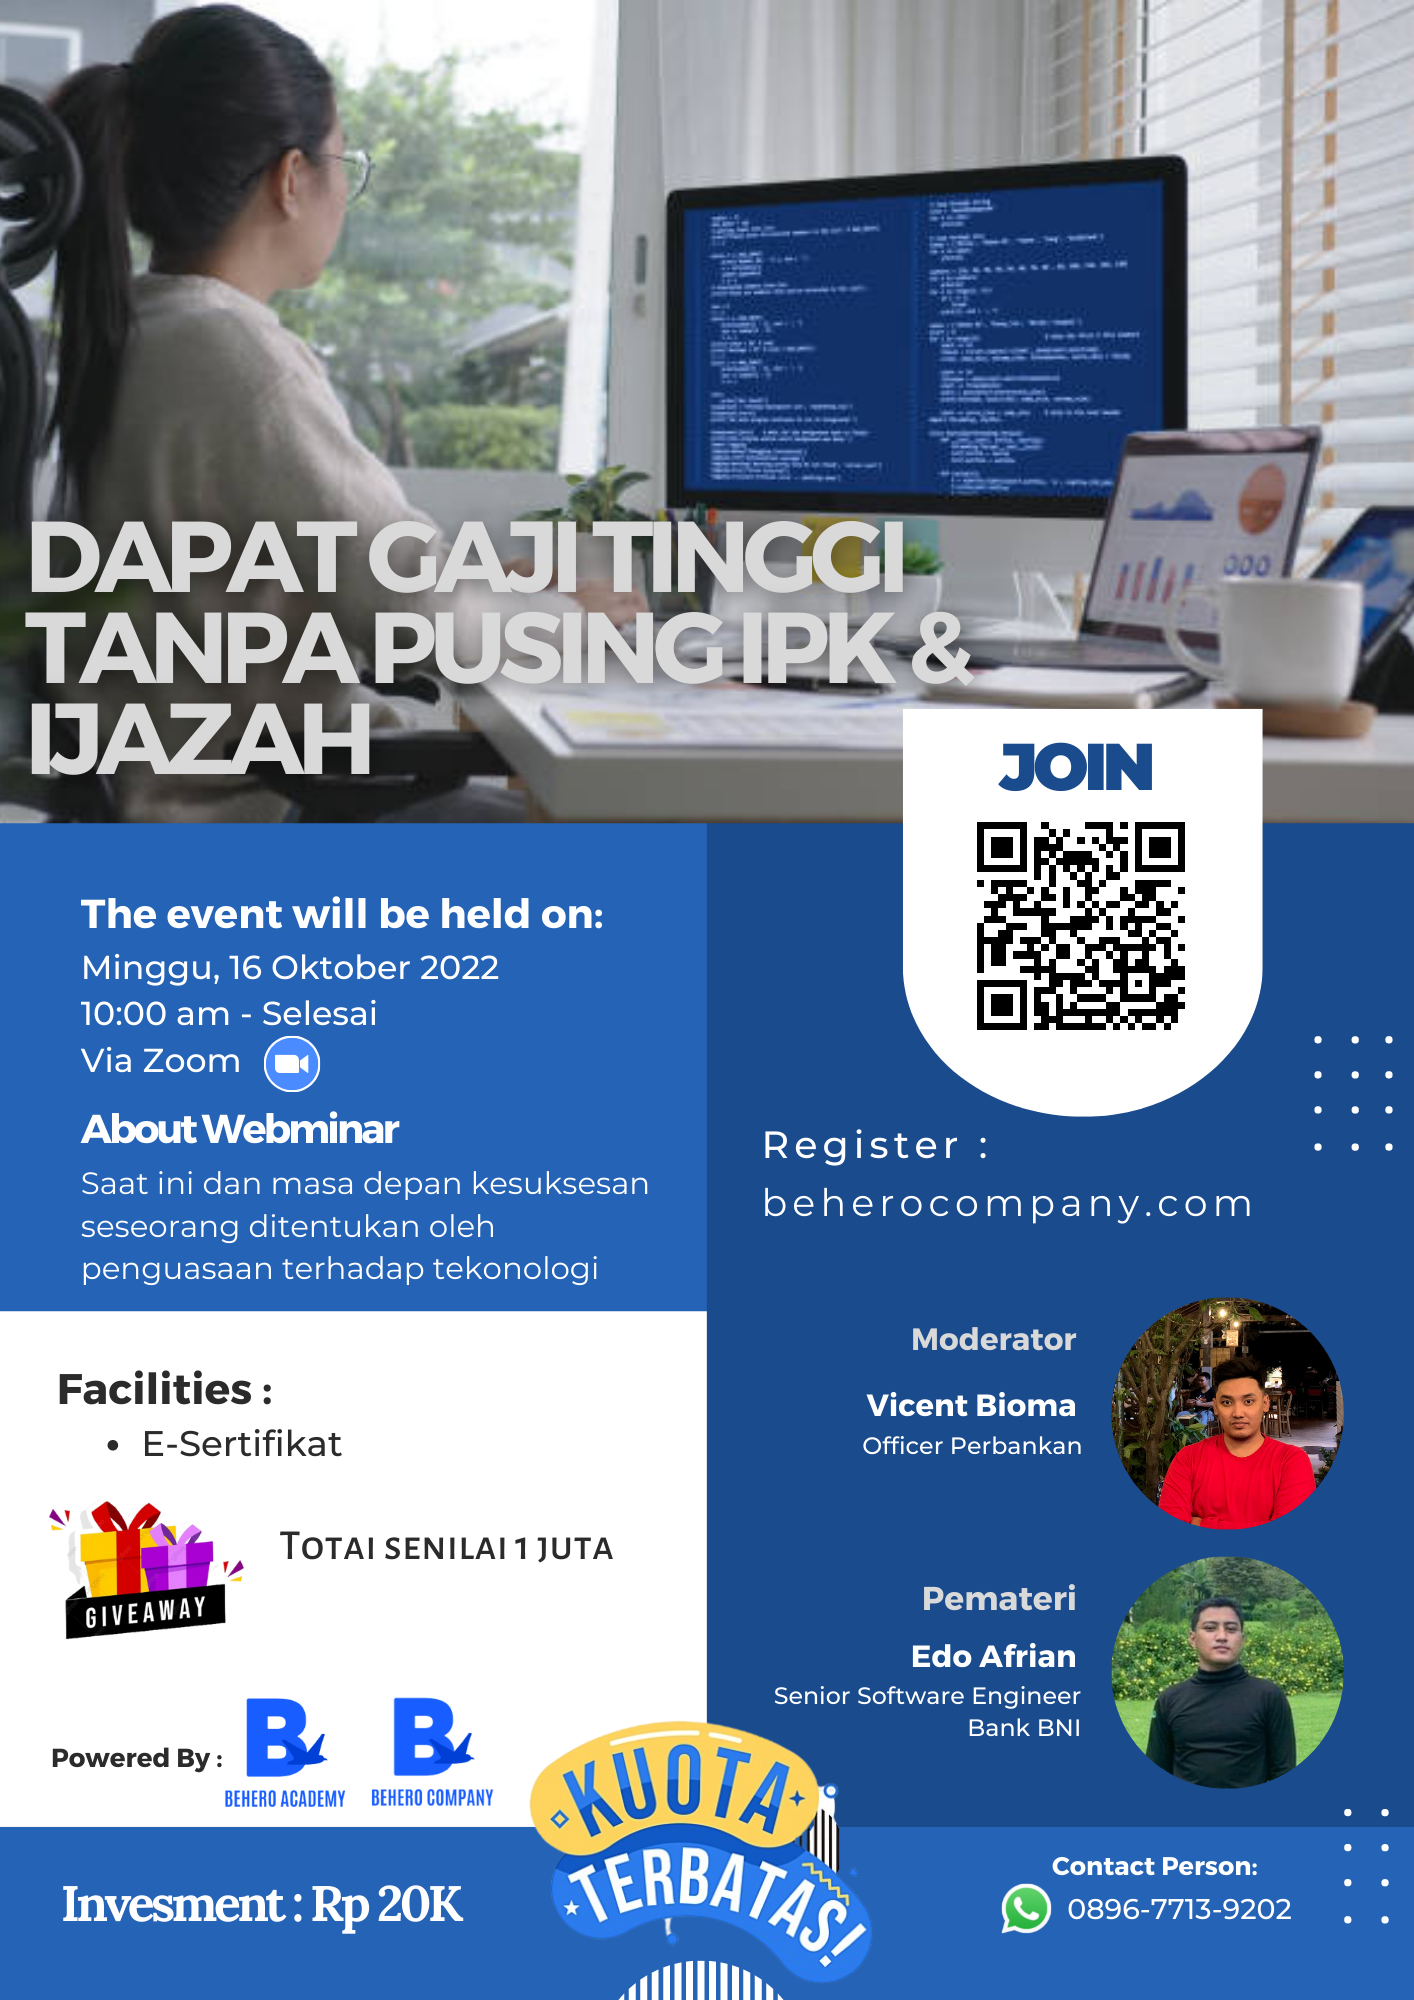 DAPAT GAJI TINGGI
TANPA PUSING IPK &
IJAZAH
JOIN
The event will be held on:
Minggu, 16 Oktober 2022
10:00 am - Selesai
Via Zoom
About Webminar
Saat ini dan masa depan kesuksesan
seseorang ditentukan oleh
penguasaan terhadap tekonologi
Register :
beherocompany.com
Facilities :
• E-Sertifikat
GIVEAWAY
Totai senilai 1 juta
Moderator
Vicent Bioma
Officer Perbankan
Pemateri
Edo Afrian
Senior Software Engineer
Bank BNI
Powered By :
BEHERO ACADEMY
BEHERO COMPANY
KUOTA
TERBATAS!
Invesment : Rp 20K
Contact Person:
0896-7713-9202